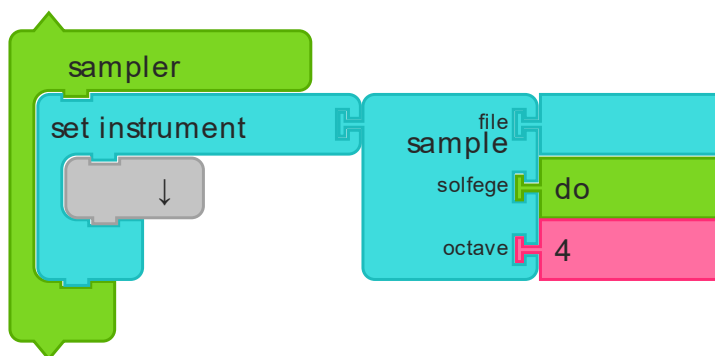 sampler
set instrument
file
sample
solfege
do
↓
octave
4